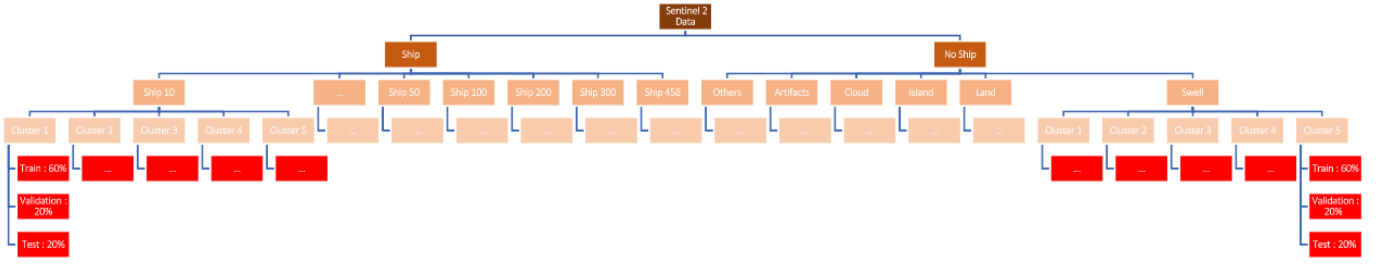 Sentinel 2
Data
Ship
No Ship
Ship 10
...
Ship 50
Ship 100
Ship 200
Ship 300
Ship 458
Others
Artifacts
Cloud
Island
Land
Swell
Cluster 1
Cluster 2
Cluster 3
Cluster 4
Cluster 5
...
...
...
...
...
...
...
...
...
...
...
Cluster 1
Cluster 2
Cluster 3
Cluster 4
Cluster 5
Train : 60%
...
...
...
...
...
...
...
...
Train : 60%
Validation :
20%
Validation :
20%
Test : 20%
Test : 20%